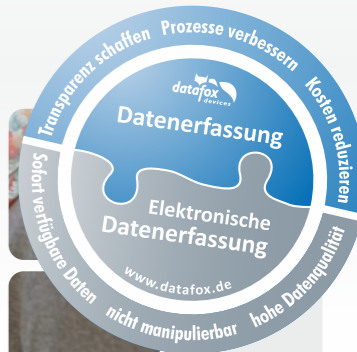 Transparenz schaffen
Prozesse verbessern
Kosten reduzieren
datafox
devices
Datenerfassung
Elektronische
Datenerfassung
www.datafox.de
Sofort verfügbare Daten
nicht manipulierbar
hohe Datenqualität